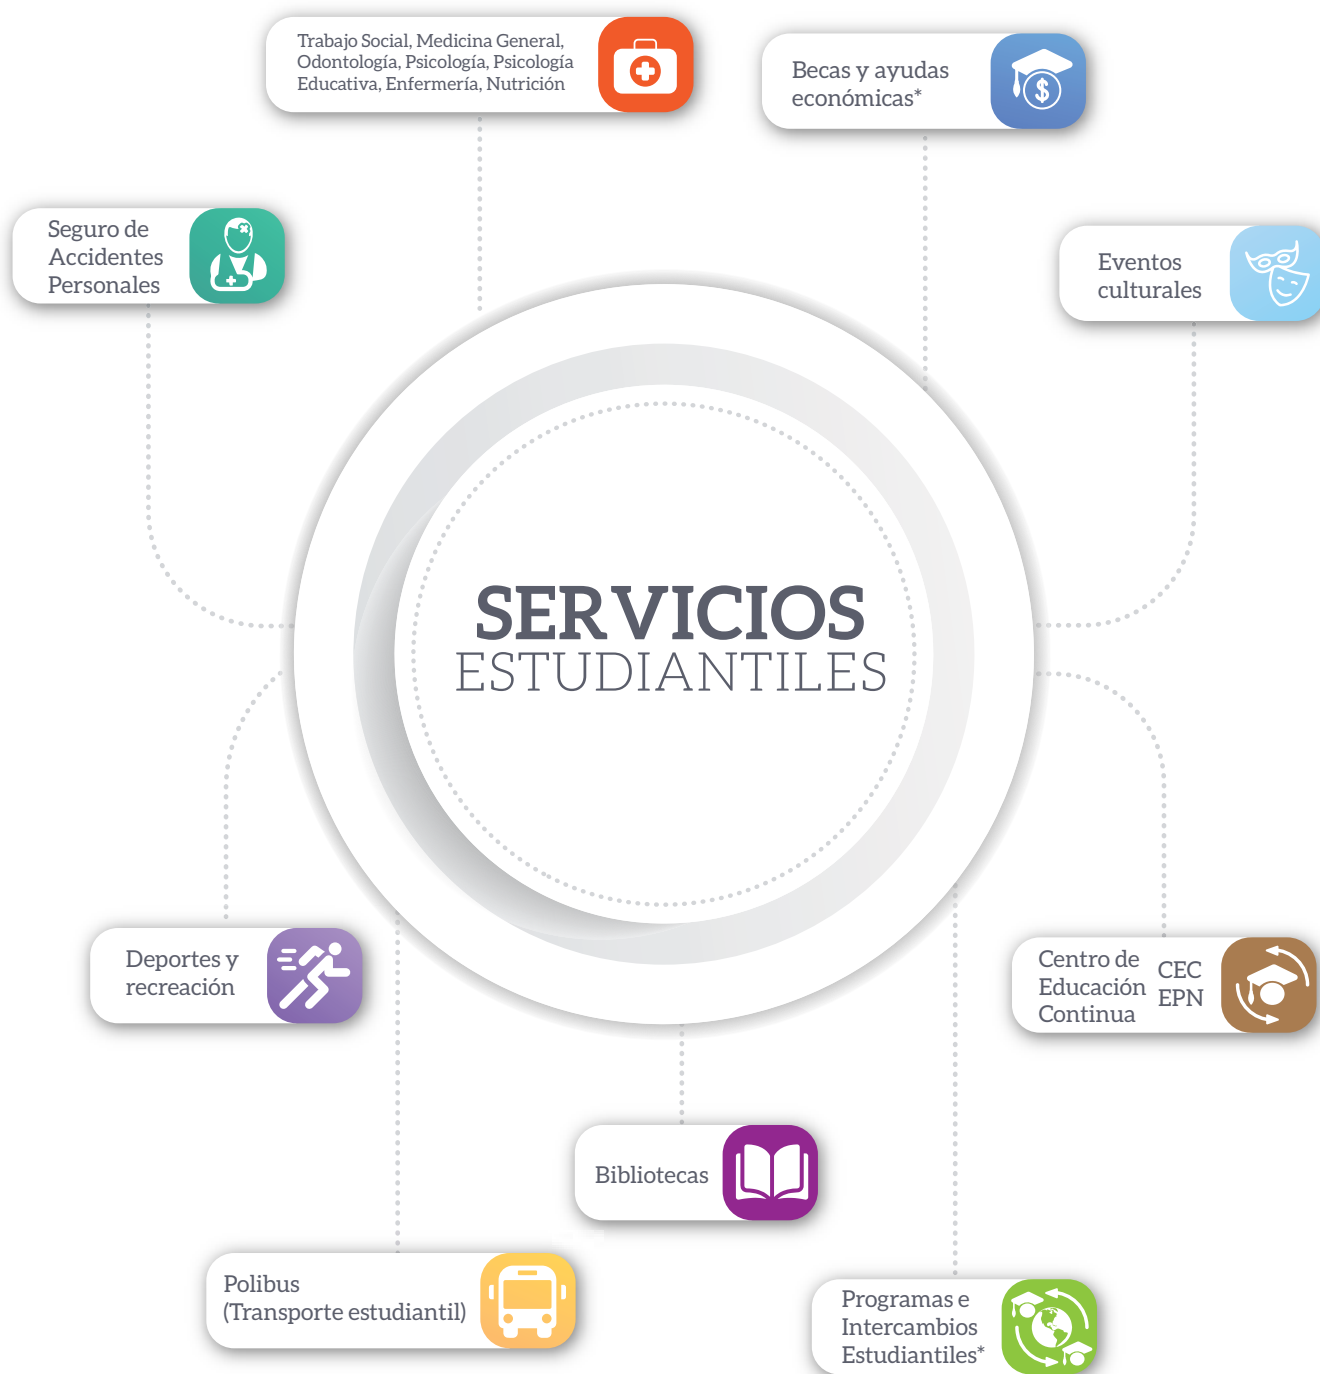 Trabajo Social, Medicina General,
Odontología, Psicología, Psicología
Educativa, Enfermería, Nutrición
Becas y ayudas
económicas*
Seguro de
Accidentes
Personales
Eventos
culturales
SERVICIOS
ESTUDIANTILES
Deportes y
recreación
Centro de
Educación
Continua
CEC
EPN
Bibliotecas
Polibus
(Transporte estudiantil)
Programas e
Intercambios
Estudiantiles*